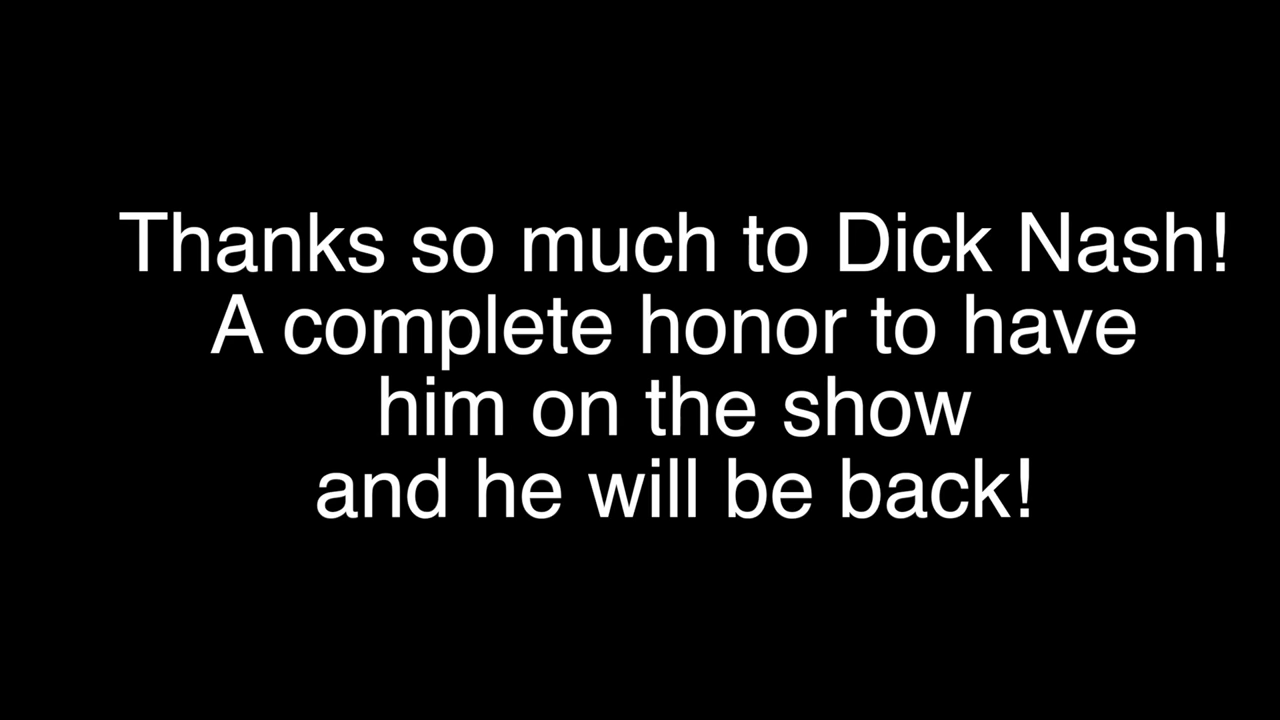 Thanks so much to Dick Nash!
A complete honor to have
him on the show
and he will be back!